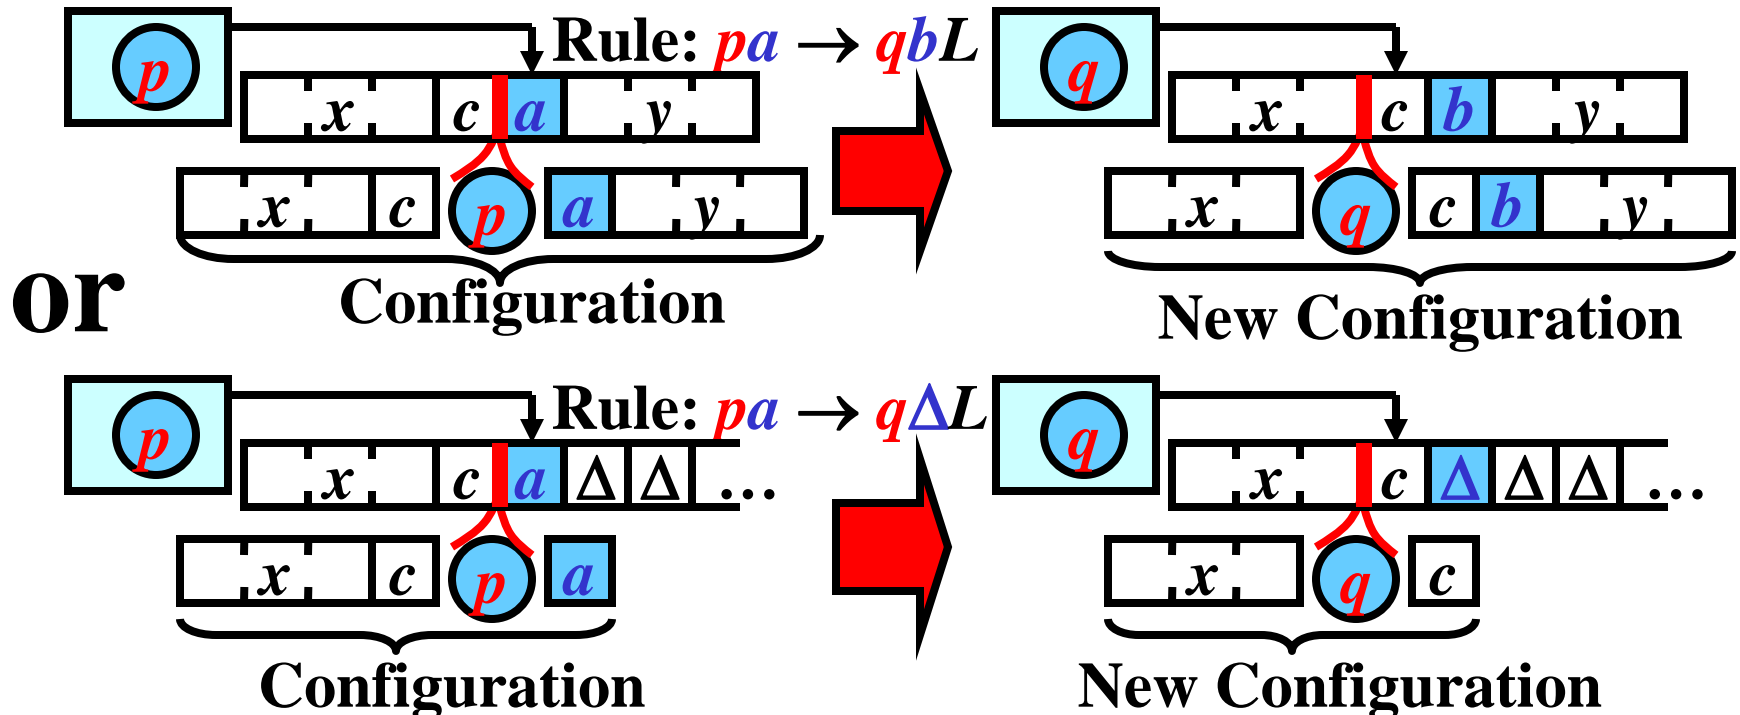 p Rule: pa → qbL q
x c a y x c b y
x c p a y x q c b y
or Configuration New Configuration
p Rule: pa → qΔL q
x c a Δ Δ … x c Δ Δ Δ …
x c p a x q c
Configuration New Configuration